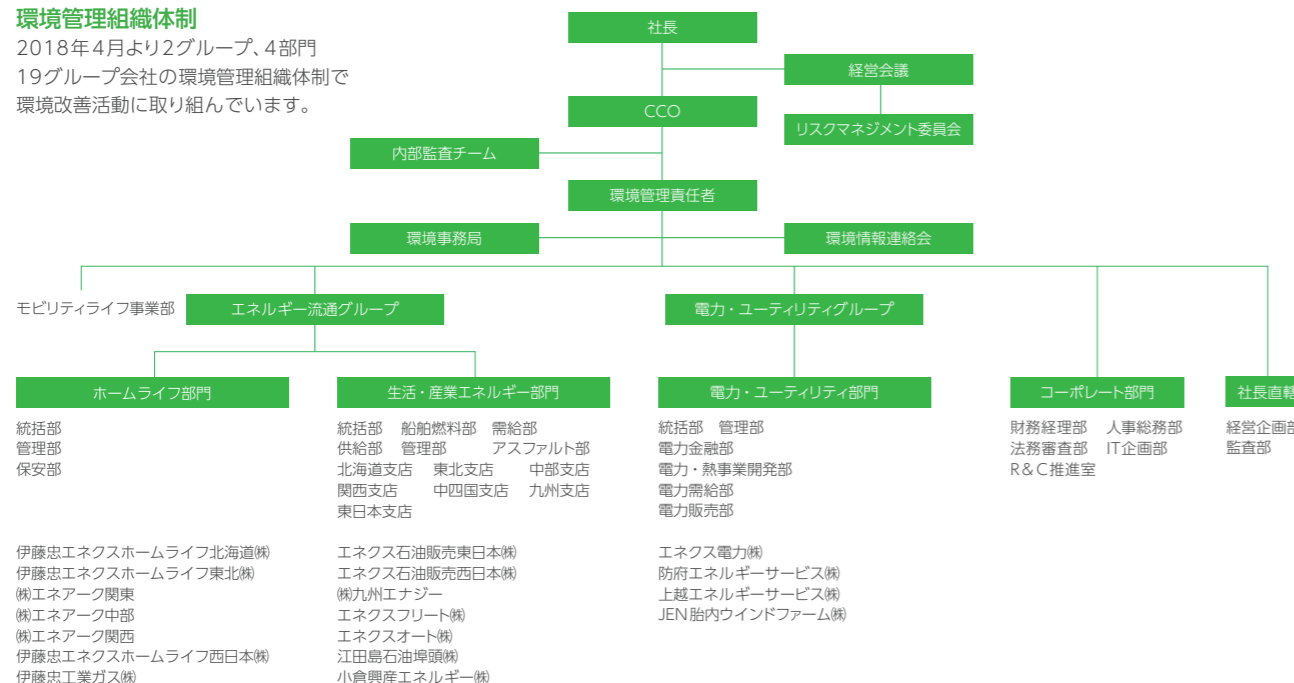 環境管理組織体制
2018年4月より2グループ、4部門
19グループ会社の環境管理組織体制で
環境改善活動に取り組んでいます。
社長
経営会議
CCO
リスクマネジメント委員会
内部監査チーム
環境管理責任者
環境事務局
環境情報連絡会
モビリティライフ事業部
エネルギー流通グループ
電力・ユーティリティグループ
ホームライフ部門
統括部
管理部
保安部
伊藤忠エネクスホームライフ北海道㈱
伊藤忠エネクスホームライフ東北㈱
㈱エネアーク関東
㈱エネアーク中部
㈱エネアーク関西
伊藤忠エネクスホームライフ西日本㈱
伊藤忠工業ガス㈱
生活・産業エネルギー部門
統括部 船舶燃料部 需給部
供給部 管理部 アスファルト部
北海道支店 東北支店 中部支店
関西支店 中四国支店 九州支店
東日本支店
エネクス石油販売東日本㈱
エネクス石油販売西日本㈱
㈱九州エナジー
エネクスフリート㈱
エネクスオート㈱
江田島石油埠頭㈱
小倉興産エネルギー㈱
電力・ユーティリティ部門
統括部 管理部
電力金融部
電力・熱事業開発部
電力需給部
電力販売部
エネクス電力㈱
防府エネルギーサービス㈱
上越エネルギーサービス㈱
JEN胎内ウインドファーム㈱
コーポレート部門
財務経理部 人事総務部
法務審査部 IT企画部
R&C推進室
社長直轄
経営企画部
監査部